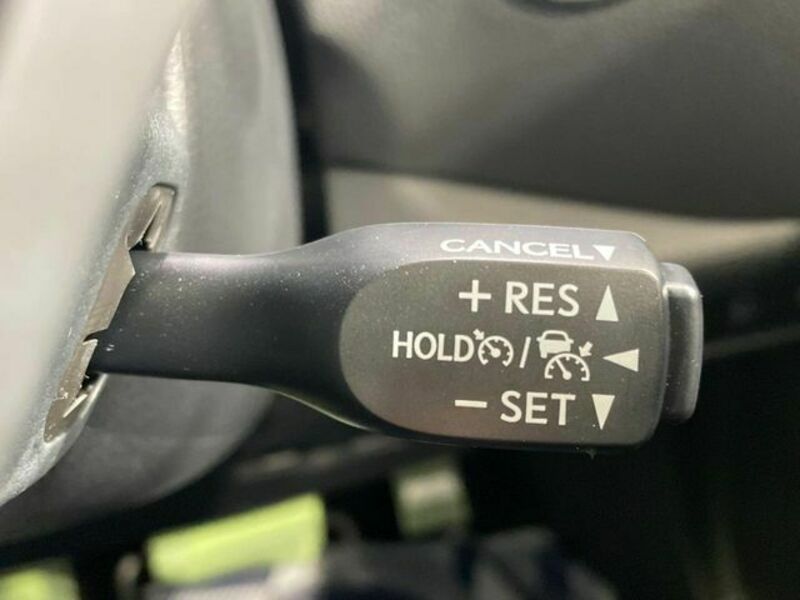 CANCEL▼
+ RES ▲
HOLD / ◀
− SET ▼